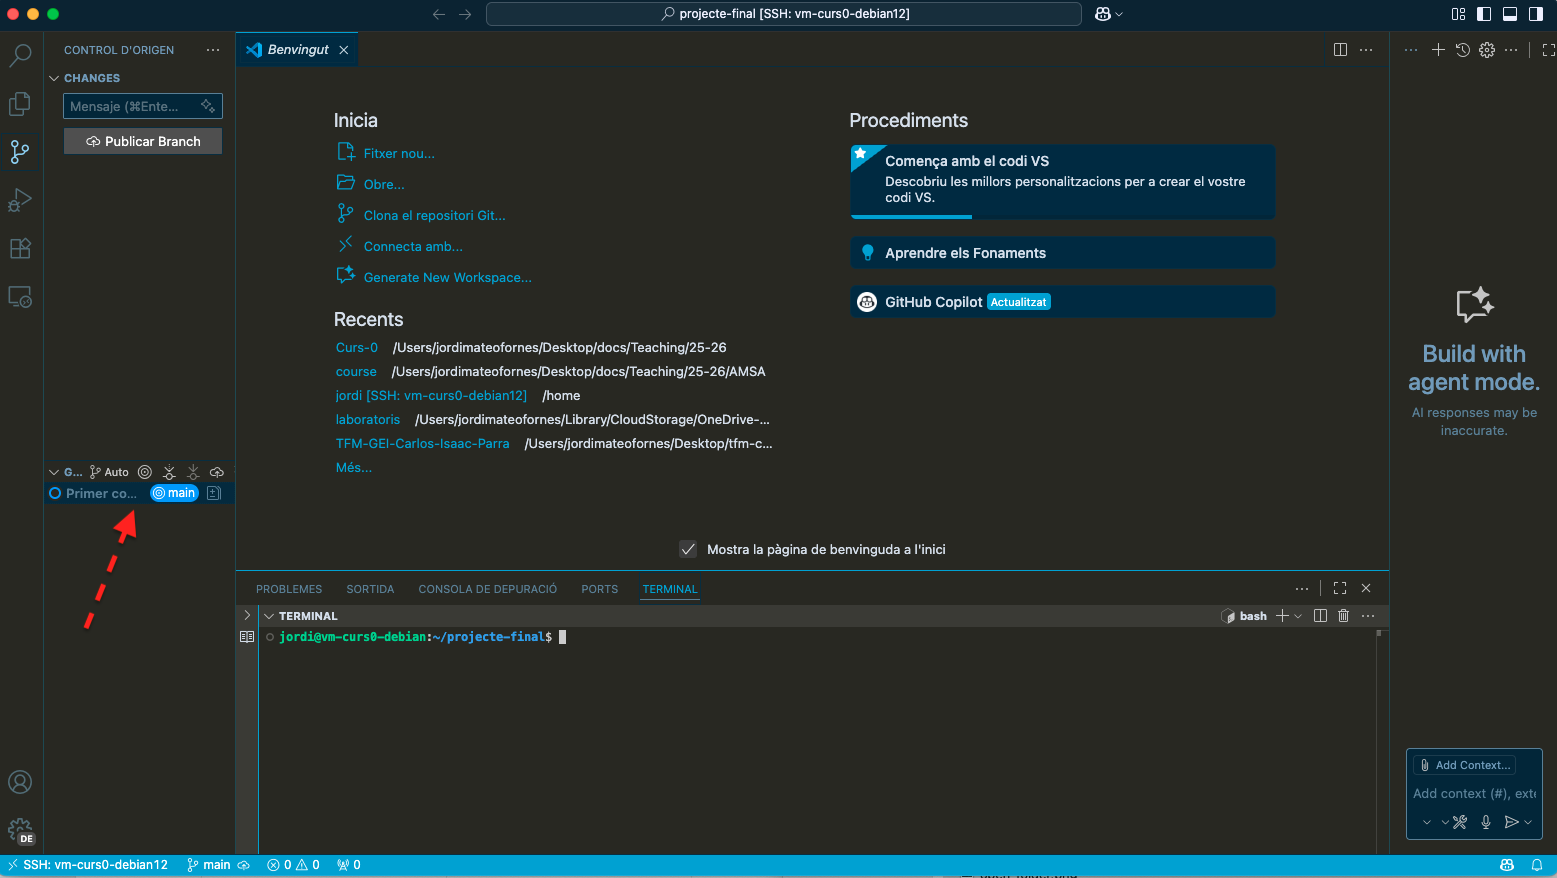 projecte-final [SSH: vm-curs0-debian12]
CONTROL D'ORIGEN
CHANGES
Mensaje (⌘Ente...
Publicar Branch
G...
Auto
Primer co...
main
Benvingut
Inicia
Fitxer nou...
Obre...
Clona el repositori Git...
Connecta amb...
Generate New Workspace...
Recents
Curs-0 /Users/jordimateofornes/Desktop/docs/Teaching/25-26
course /Users/jordimateofornes/Desktop/docs/Teaching/25-26/AMSA
jordi [SSH: vm-curs0-debian12] /home
laboratoris /Users/jordimateofornes/Library/CloudStorage/OneDrive-...
TFM-GEI-Carlos-Isaac-Parra /Users/jordimateofornes/Desktop/tfm-c...
Més...
Procediments
Comença amb el codi VS
Descobriu les millors personalitzacions per a crear el vostre
codi VS.
Aprendre els Fonaments
GitHub Copilot Actualitzat
Mostra la pàgina de benvinguda a l'inici
PROBLEMES SORTIDA CONSOLA DE DEPURACIÓ PORTS TERMINAL
TERMINAL
bash
jordi@vm-curs0-debian:~/projecte-final$
Build with
agent mode.
AI responses may be
inaccurate.
Add Context...
Add context (#), exte
DE
SSH: vm-curs0-debian12 main 0 0 0